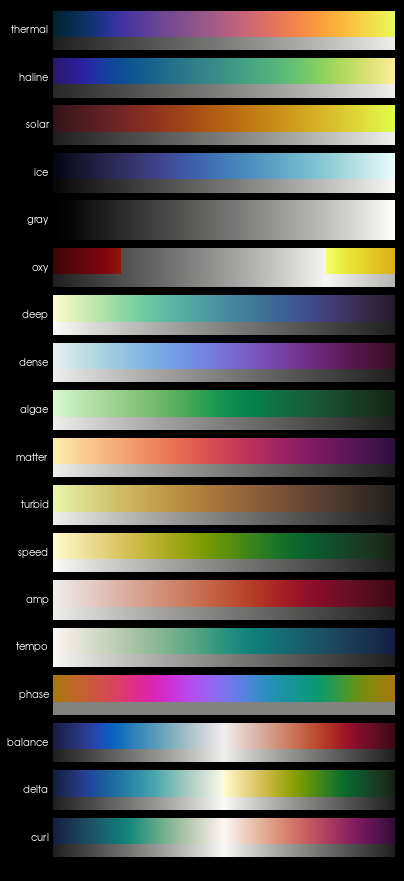 thermal
haline
solar
ice
gray
oxy
deep
dense
algae
matter
turbid
speed
amp
tempo
phase
balance
delta
curl